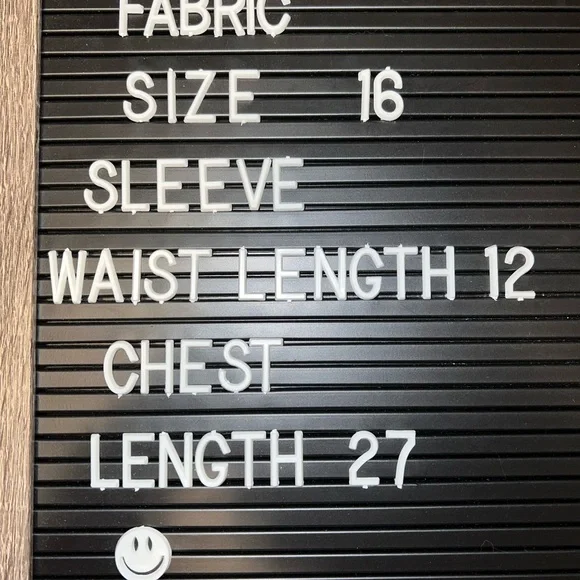 FABRIC
SIZE 16
SLEEVE
WAIST LENGTH 12
CHEST
LENGTH 27